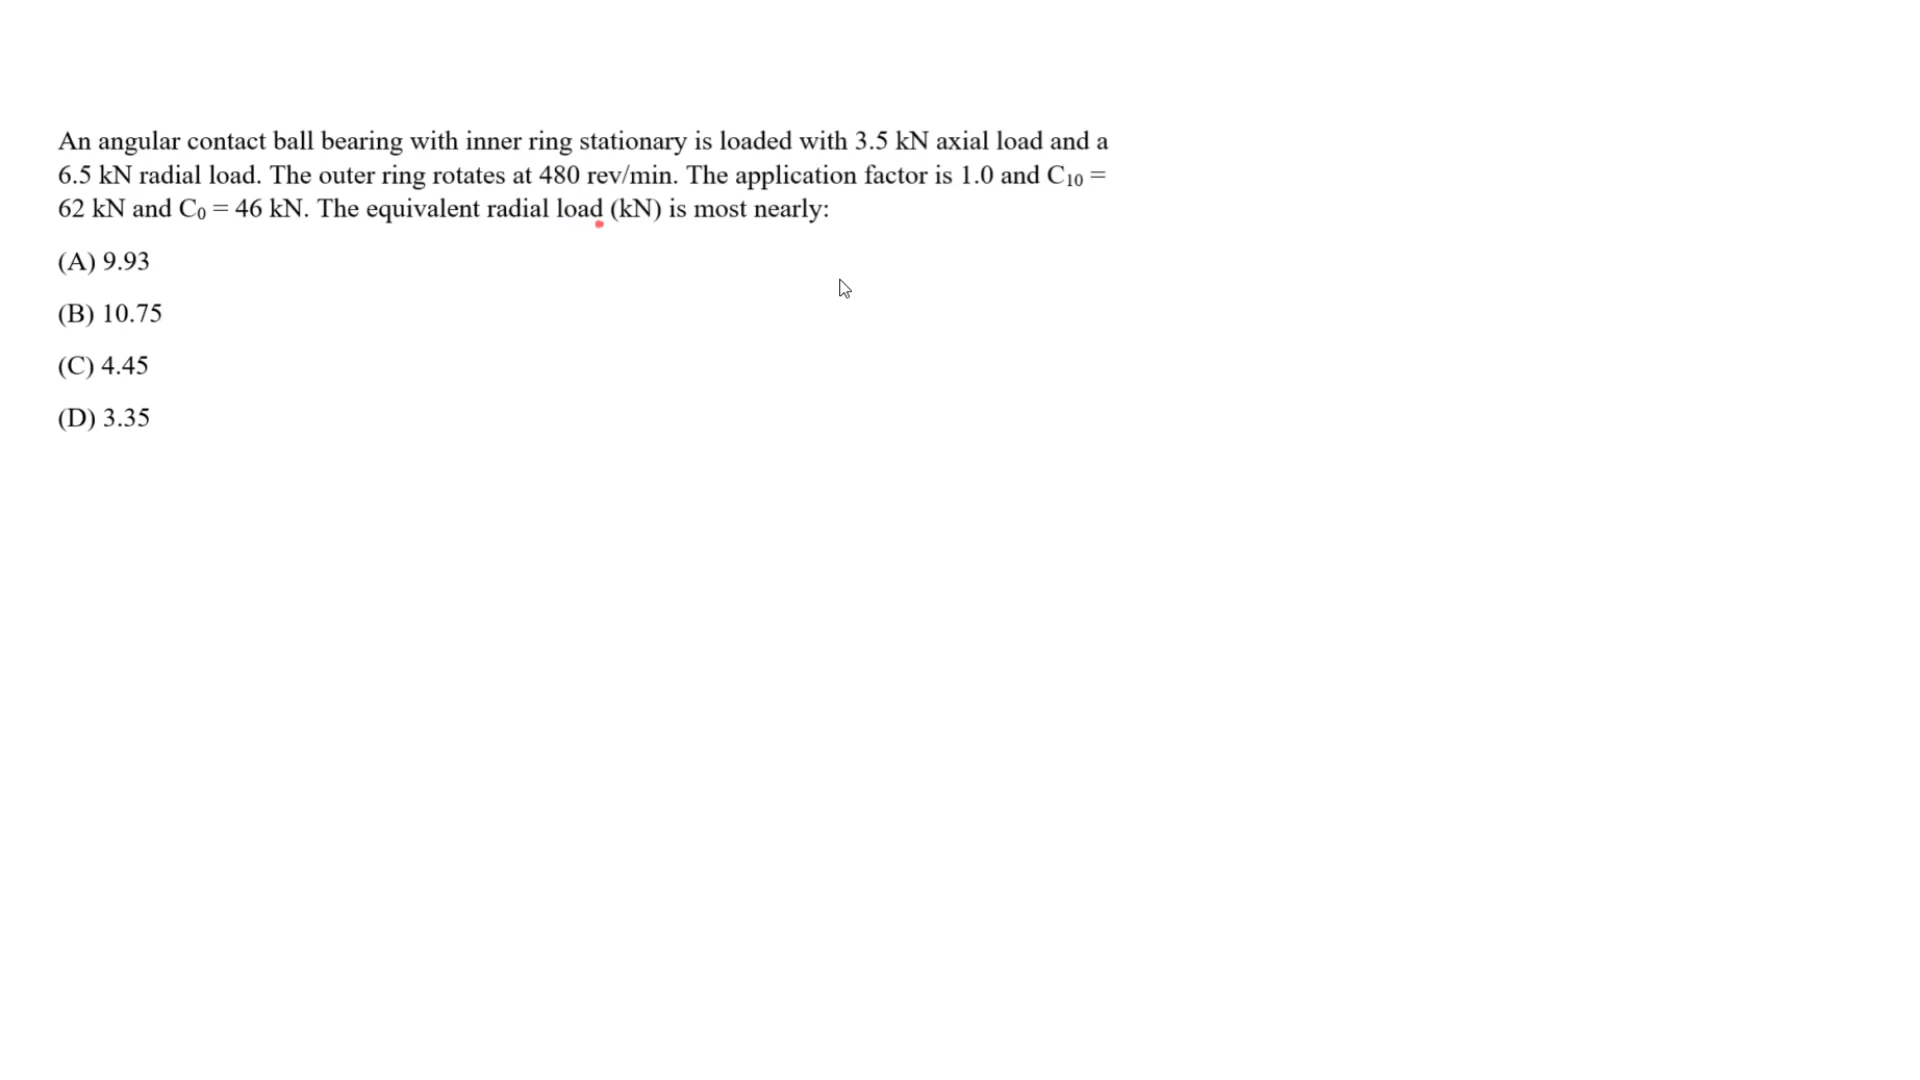 An angular contact ball bearing with inner ring stationary is loaded with 3.5 kN axial load and a
6.5 kN radial load. The outer ring rotates at 480 rev/min. The application factor is 1.0 and C₁₀ =
62 kN and C₀ = 46 kN. The equivalent radial load (kN) is most nearly:
(A) 9.93
(B) 10.75
(C) 4.45
(D) 3.35